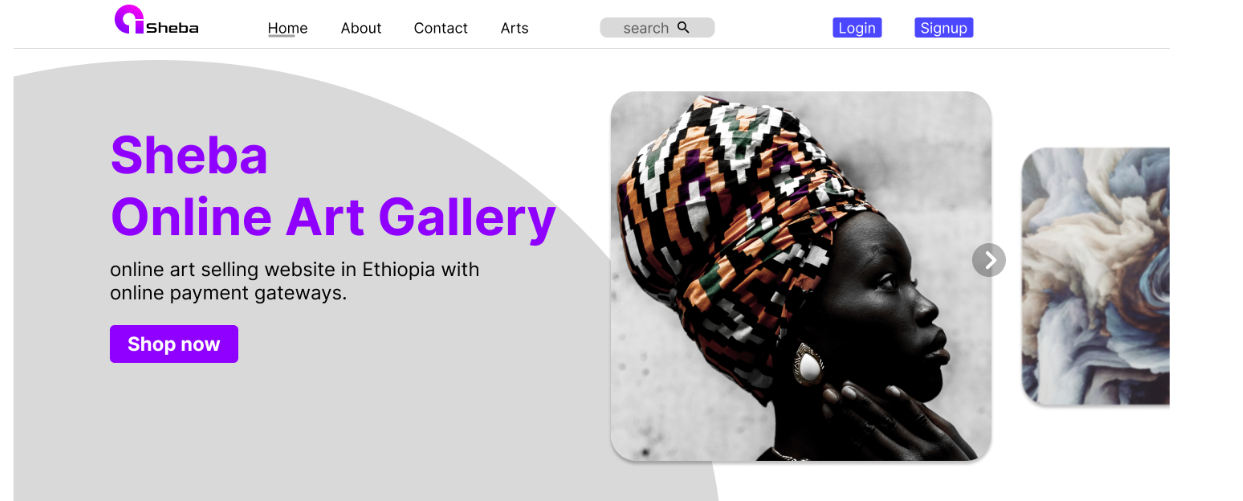 Sheba
Home About Contact Arts search Login Signup
Sheba
Online Art Gallery
online art selling website in Ethiopia with
online payment gateways.
Shop now